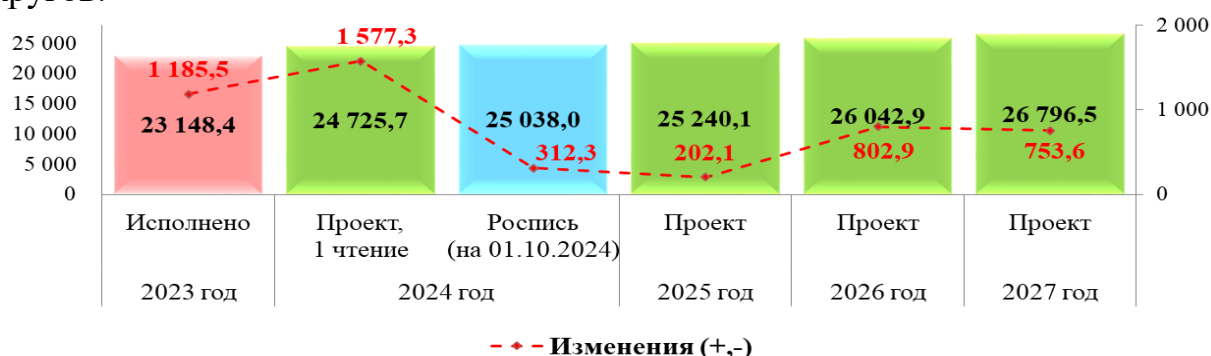 25 000
20 000
15 000
10 000
5 000
0
2 000
1 000
0
1 185,5
1 577,3
312,3
202,1
802,9
753,6
23 148,4
24 725,7
25 038,0
25 240,1
26 042,9
26 796,5
Исполнено
Проект,
1 чтение
Роспись
(на 01.10.2024)
Проект
Проект
Проект
2023 год
2024 год
2025 год
2026 год
2027 год
Изменения (+,-)